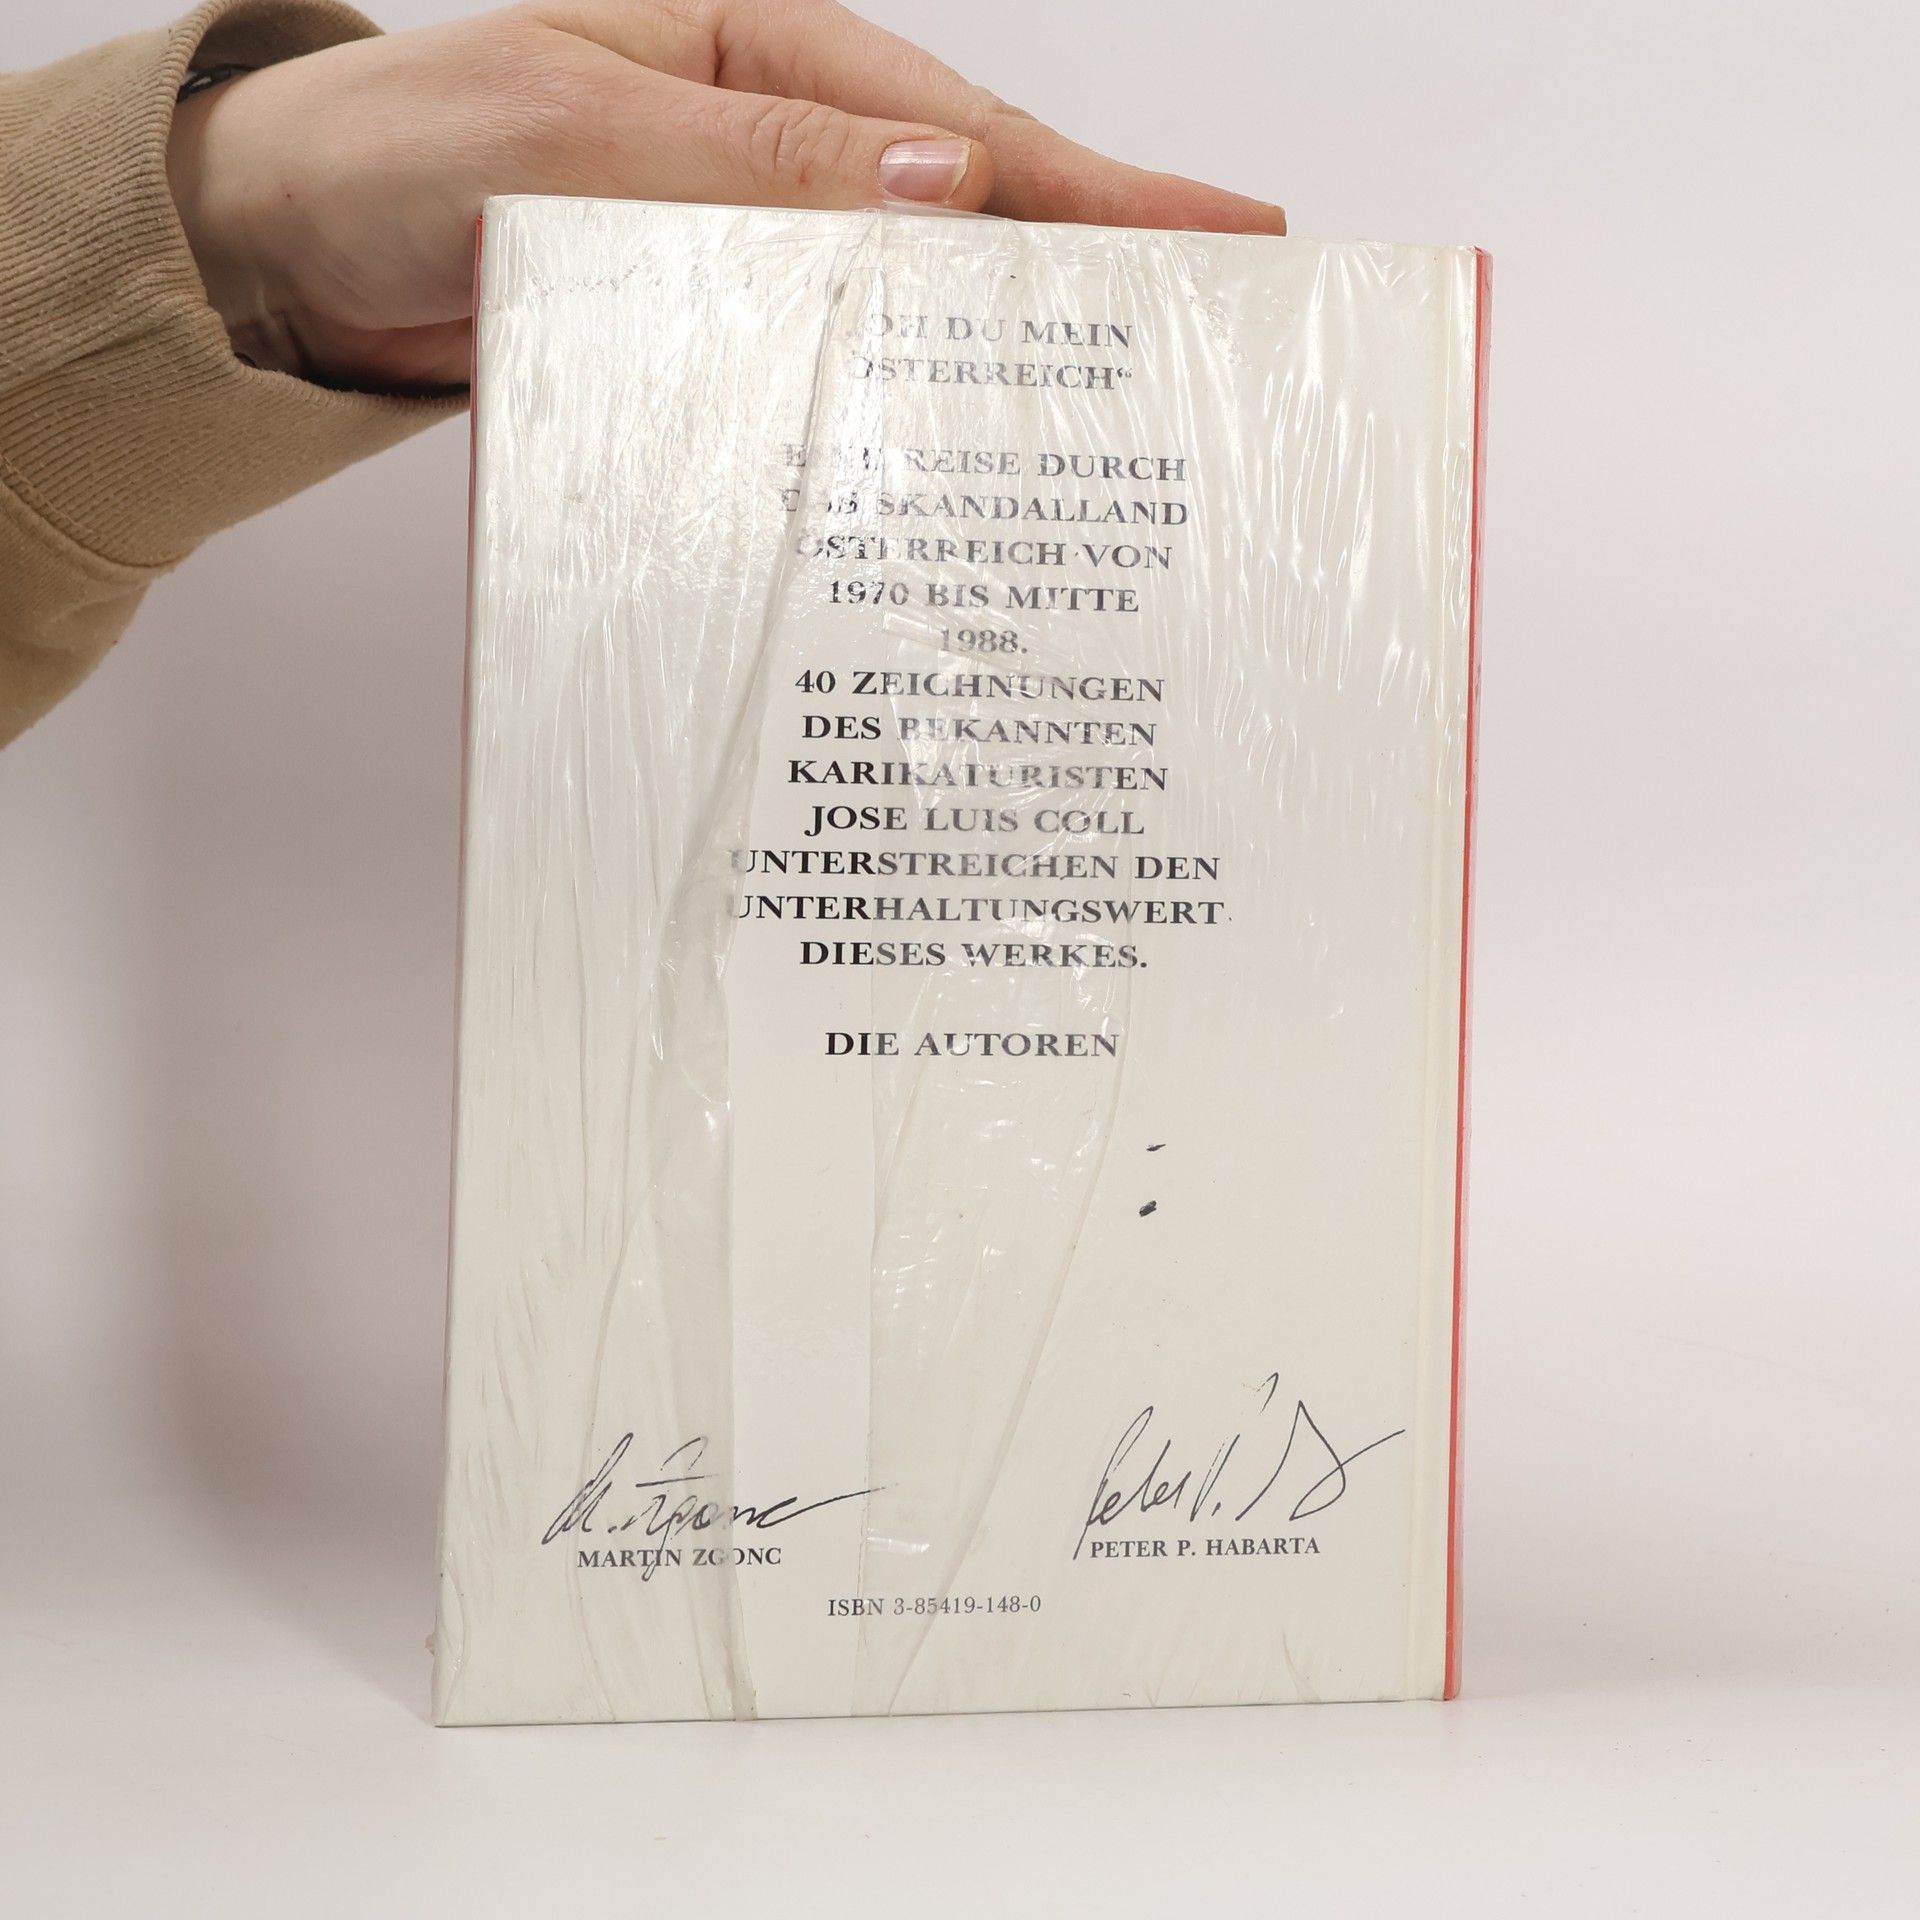 „OH DU MEIN
ÖSTERREICH“
EINE REISE DURCH
DAS SKANDALLAND
ÖSTERREICH VON
1970 BIS MITTE
1988.
40 ZEICHNUNGEN
DES BEKANNTEN
KARIKATURISTEN
JOSE LUIS COLL
UNTERSTREICHEN DEN
UNTERHALTUNGSWERT
DIESES WERKES.
DIE AUTOREN
M. Zgonc
Peter P.
MARTIN ZGONC
PETER P. HABARTA
ISBN 3-85419-148-0